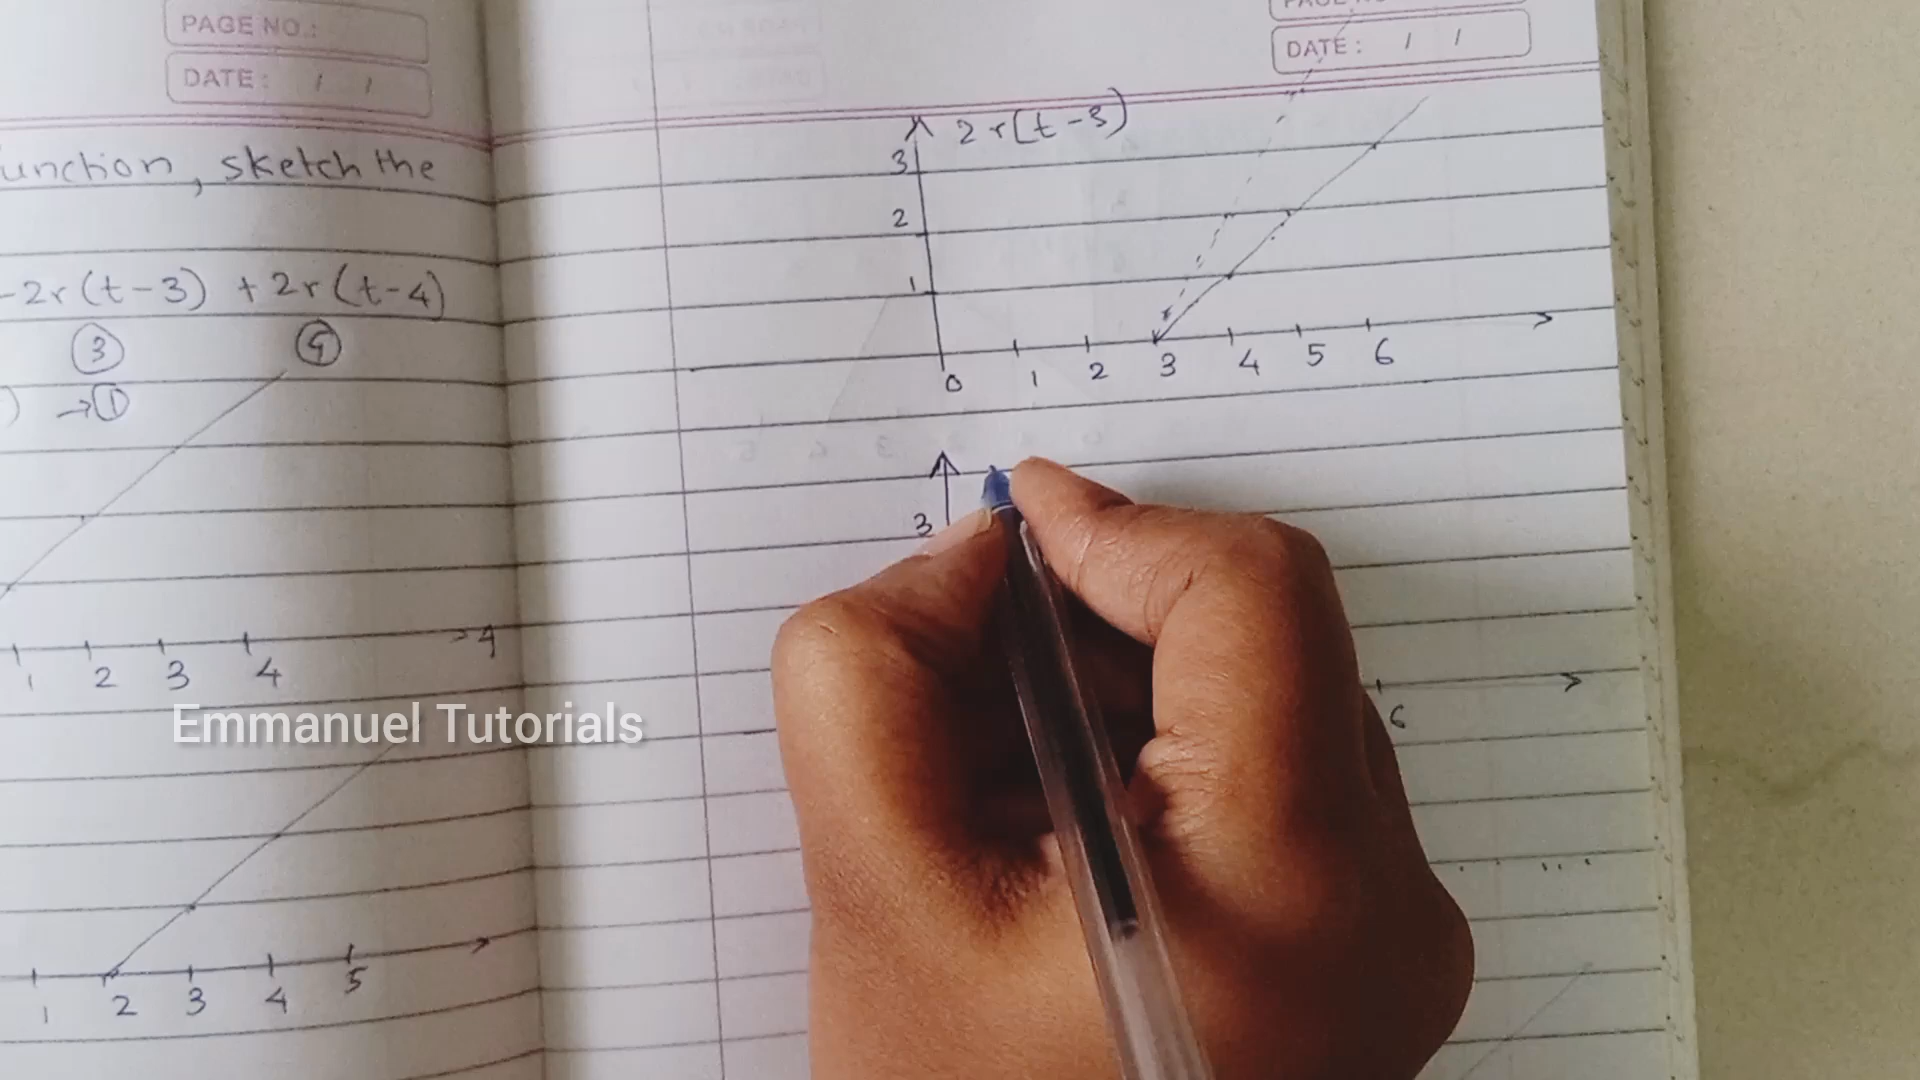 PAGE NO.:
DATE: / /
unction, sketch the
-2r(t-3) +2r(t-4)
3 4
) →1
1 2 3 4
Emmanuel Tutorials
1 2 3 4 5
DATE: / /
2r(t-3)
3
2
1
0 1 2 3 4 5 6
3
6